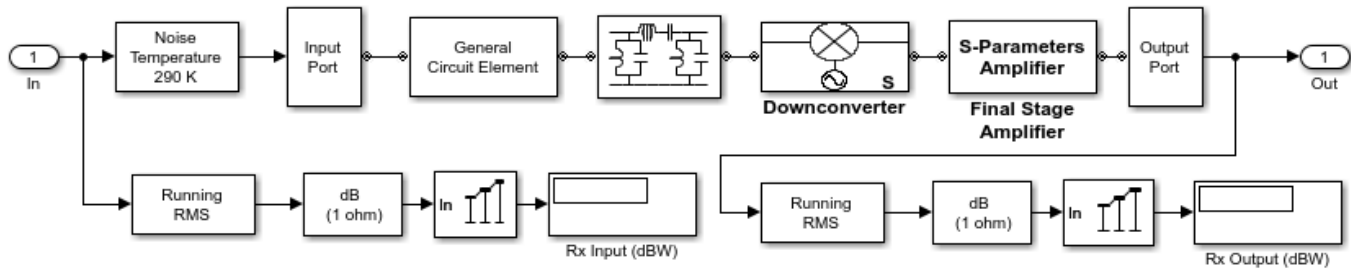 1
In
Noise
Temperature
290 K
Input
Port
General
Circuit Element
S
Downconverter
S-Parameters
Amplifier
Final Stage
Amplifier
Output
Port
1
Out
Running
RMS
dB
(1 ohm)
In
Rx Input (dBW)
Running
RMS
dB
(1 ohm)
In
Rx Output (dBW)